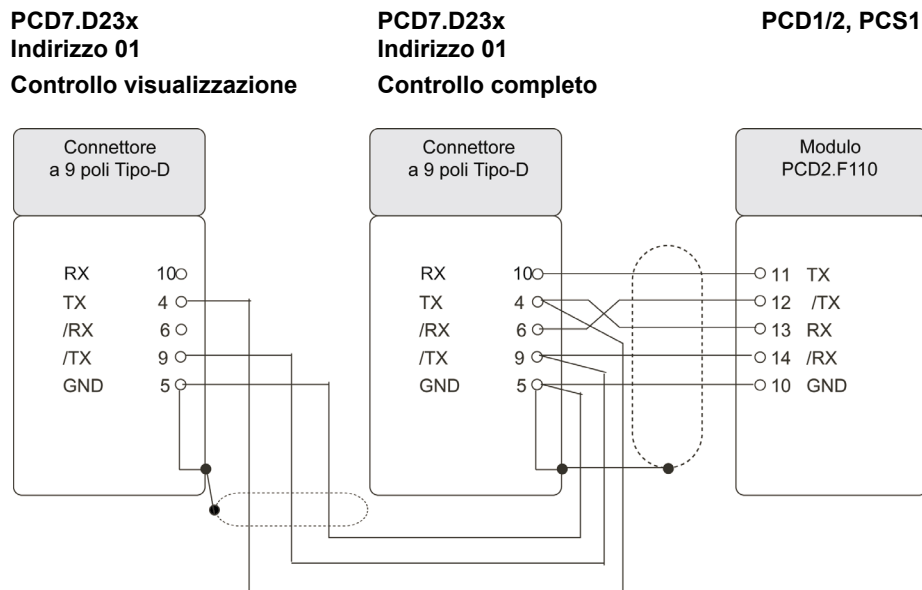 PCD7.D23x
Indirizzo 01
Controllo visualizzazione
PCD7.D23x
Indirizzo 01
Controllo completo
PCD1/2, PCS1
Connettore
a 9 poli Tipo-D
RX 10
TX 4
/RX 6
/TX 9
GND 5
Connettore
a 9 poli Tipo-D
RX 10
TX 4
/RX 6
/TX 9
GND 5
Modulo
PCD2.F110
11 TX
12 /TX
13 RX
14 /RX
10 GND